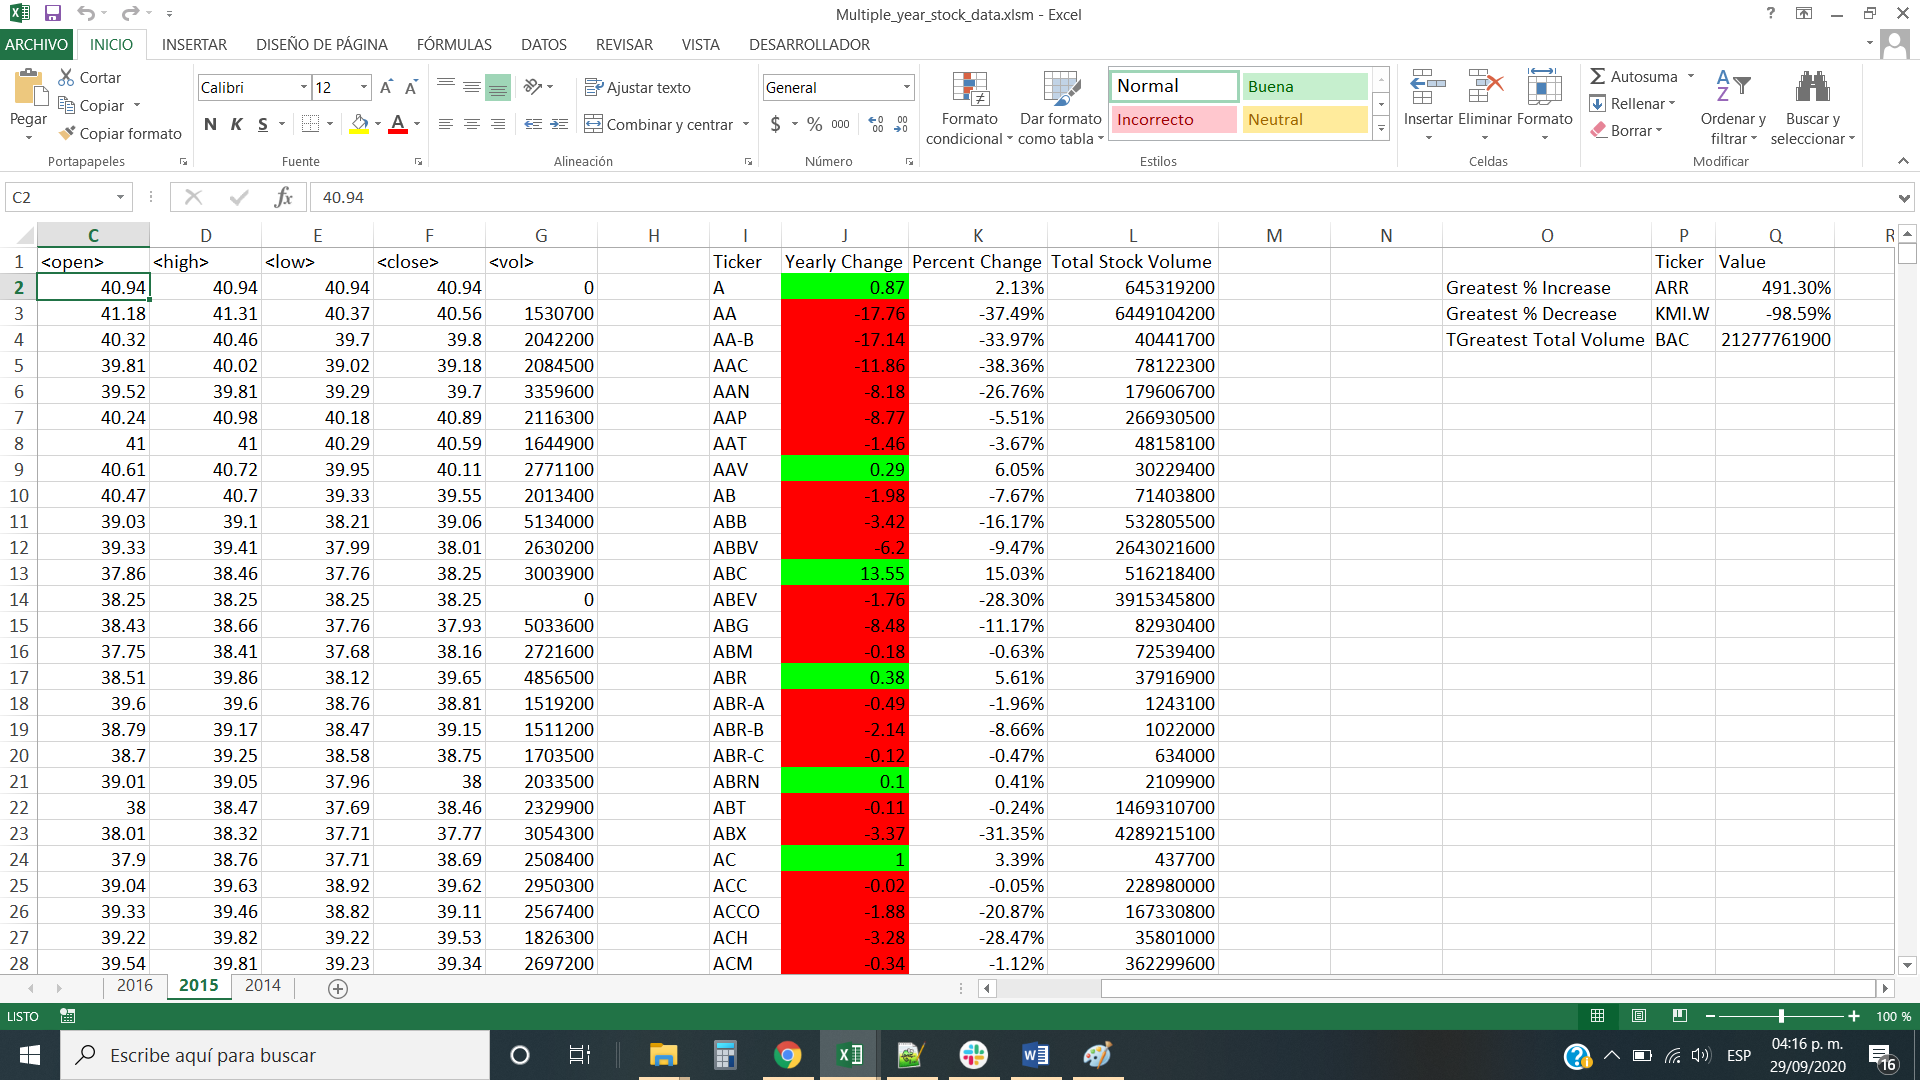 Multiple_year_stock_data.xlsm - Excel
ARCHIVO INICIO INSERTAR DISEÑO DE PÁGINA FÓRMULAS DATOS REVISAR VISTA DESARROLLADOR
Pegar
Cortar
Copiar
Copiar formato
Portapapeles
Calibri 12
N K S A
Fuente
Ajustar texto
Combinar y centrar
Alineación
General
$ % 000
Número
Formato condicional
Dar formato como tabla
Normal Buena
Incorrecto Neutral
Estilos
Insertar Eliminar Formato
Celdas
Autosuma
Rellenar
Borrar
Ordenar y filtrar
Buscar y seleccionar
Modificar
C2 fx 40.94
C D E F G H I J K L M N O P Q R
1 <open> <high> <low> <close> <vol> Ticker Yearly Change Percent Change Total Stock Volume Ticker Value
2 40.94 40.94 40.94 40.94 0 A 0.87 2.13% 645319200 Greatest % Increase ARR 491.30%
3 41.18 41.31 40.37 40.56 1530700 AA -17.76 -37.49% 6449104200 Greatest % Decrease KMI.W -98.59%
4 40.32 40.46 39.7 39.8 2042200 AA-B -17.14 -33.97% 40441700 TGreatest Total Volume BAC 21277761900
5 39.81 40.02 39.02 39.18 2084500 AAC -11.86 -38.36% 78122300
6 39.52 39.81 39.29 39.7 3359600 AAN -8.18 -26.76% 179606700
7 40.24 40.98 40.18 40.89 2116300 AAP -8.77 -5.51% 266930500
8 41 41 40.29 40.59 1644900 AAT -1.46 -3.67% 48158100
9 40.61 40.72 39.95 40.11 2771100 AAV 0.29 6.05% 30229400
10 40.47 40.7 39.33 39.55 2013400 AB -1.98 -7.67% 71403800
11 39.03 39.1 38.21 39.06 5134000 ABB -3.42 -16.17% 532805500
12 39.33 39.41 37.99 38.01 2630200 ABBV -6.2 -9.47% 2643021600
13 37.86 38.46 37.76 38.25 3003900 ABC 13.55 15.03% 516218400
14 38.25 38.25 38.25 38.25 0 ABEV -1.76 -28.30% 3915345800
15 38.43 38.66 37.76 37.93 5033600 ABG -8.48 -11.17% 82930400
16 37.75 38.41 37.68 38.16 2721600 ABM -0.18 -0.63% 72539400
17 38.51 39.86 38.12 39.65 4856500 ABR 0.38 5.61% 37916900
18 39.6 39.6 38.76 38.81 1519200 ABR-A -0.49 -1.96% 1243100
19 38.79 39.17 38.47 39.15 1511200 ABR-B -2.14 -8.66% 1022000
20 38.7 39.25 38.58 38.75 1703500 ABR-C -0.12 -0.47% 634000
21 39.01 39.05 37.96 38 2033500 ABRN 0.1 0.41% 2109900
22 38 38.47 37.69 38.46 2329900 ABT -0.11 -0.24% 1469310700
23 38.01 38.32 37.71 37.77 3054300 ABX -3.37 -31.35% 4289215100
24 37.9 38.76 37.71 38.69 2508400 AC 1 3.39% 437700
25 39.04 39.63 38.92 39.62 2950300 ACC -0.02 -0.05% 228980000
26 39.33 39.46 38.82 39.11 2567400 ACCO -1.88 -20.87% 167330800
27 39.22 39.82 39.22 39.53 1826300 ACH -3.28 -28.47% 35801000
28 39.54 39.81 39.23 39.34 2697200 ACM -0.34 -1.12% 362299600
2016 2015 2014
LISTO 100 %
Escribe aquí para buscar
ESP
04:16 p. m.
29/09/2020
16